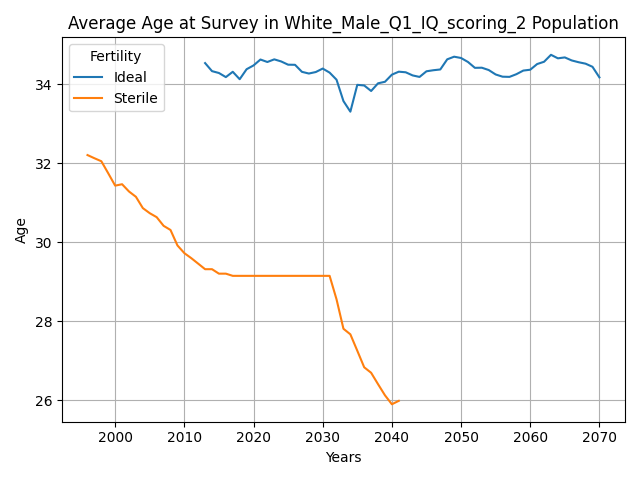 Average Age at Survey in White_Male_Q1_IQ_scoring_2 Population
Fertility
Ideal
Sterile
34
32
30
28
26
Age
2000 2010 2020 2030 2040 2050 2060 2070
Years